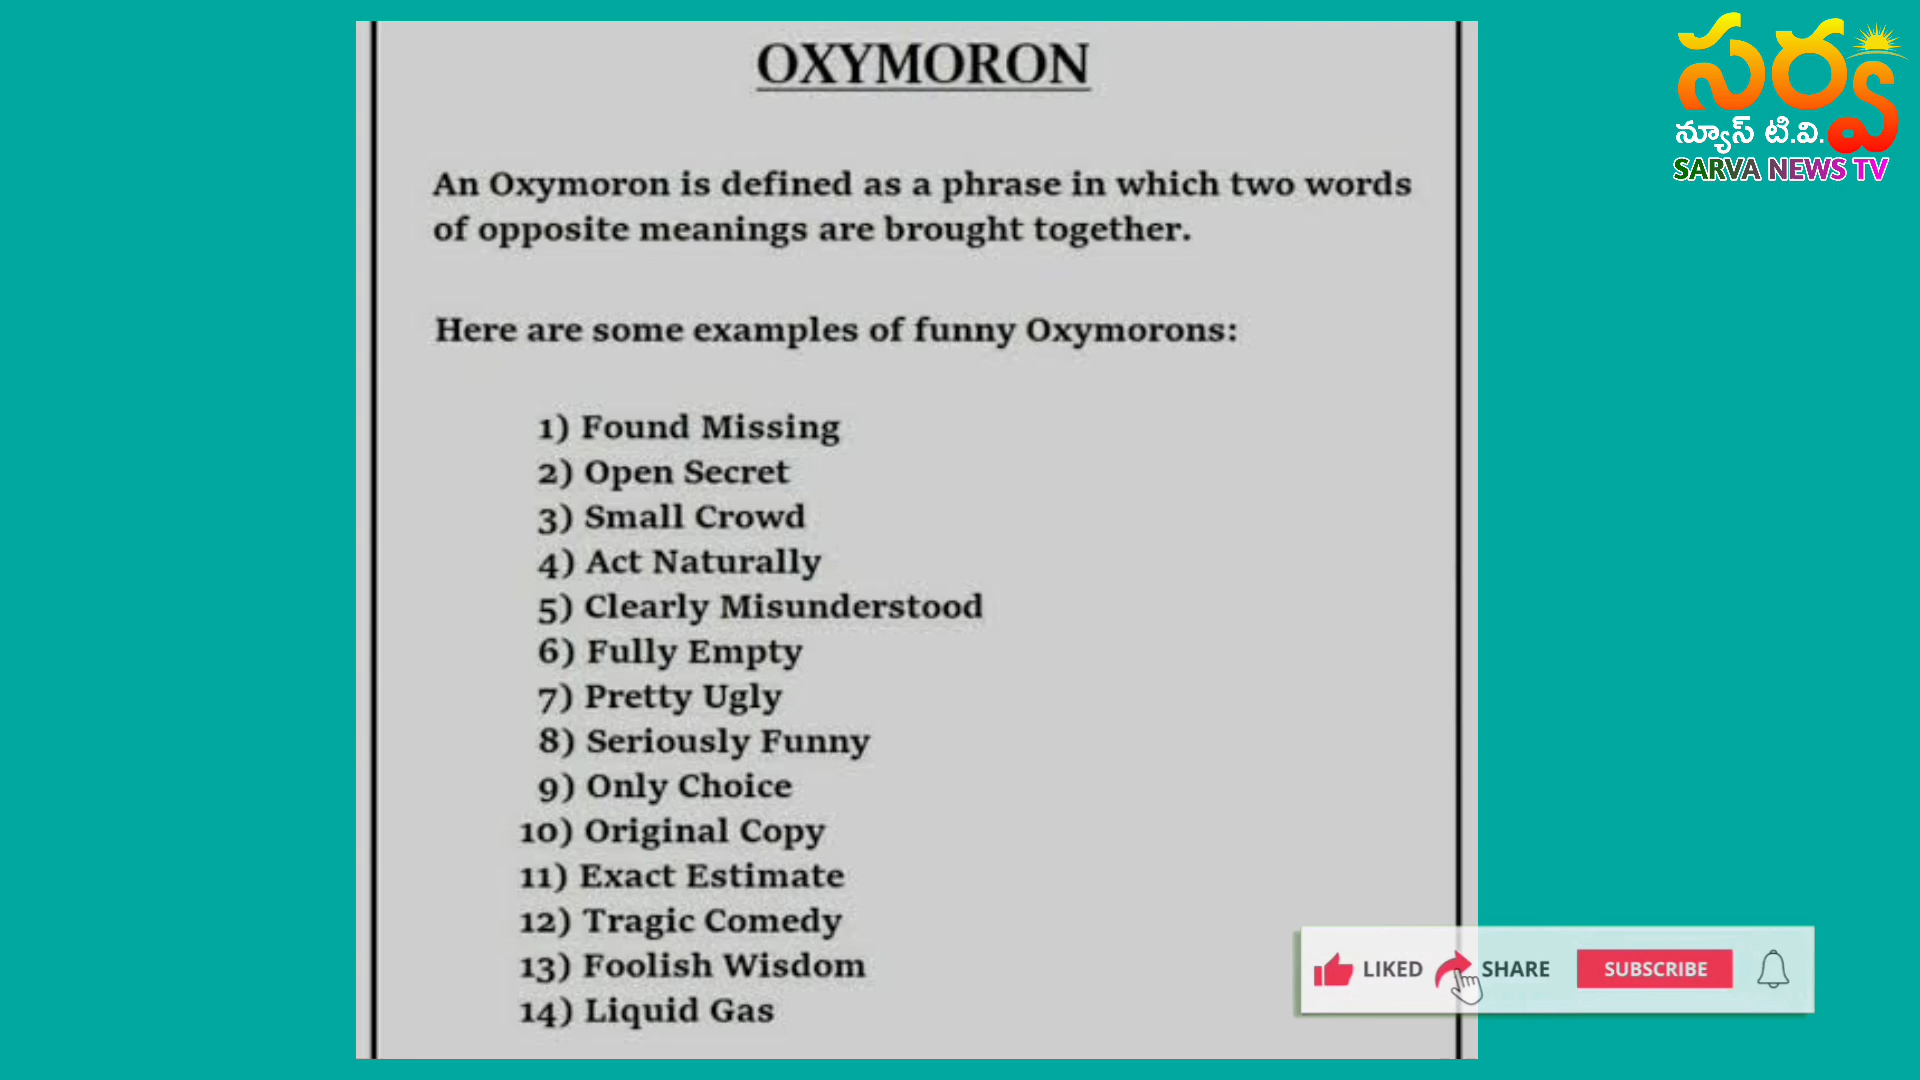 OXYMORON
An Oxymoron is defined as a phrase in which two words
of opposite meanings are brought together.
Here are some examples of funny Oxymorons:
1) Found Missing
2) Open Secret
3) Small Crowd
4) Act Naturally
5) Clearly Misunderstood
6) Fully Empty
7) Pretty Ugly
8) Seriously Funny
9) Only Choice
10) Original Copy
11) Exact Estimate
12) Tragic Comedy
13) Foolish Wisdom
14) Liquid Gas
సర్వ
న్యూస్ టి.వి.
SARVA NEWS TV
LIKED SHARE SUBSCRIBE